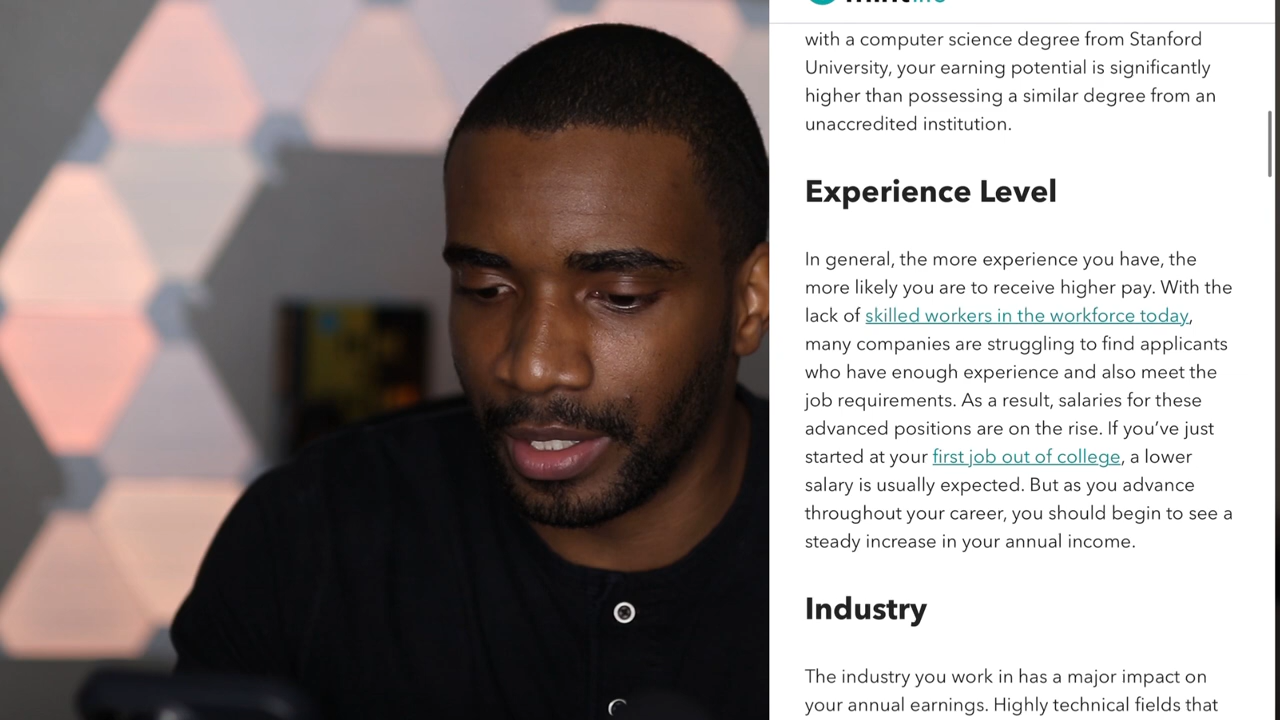 with a computer science degree from Stanford
University, your earning potential is significantly
higher than possessing a similar degree from an
unaccredited institution.
Experience Level
In general, the more experience you have, the
more likely you are to receive higher pay. With the
lack of skilled workers in the workforce today,
many companies are struggling to find applicants
who have enough experience and also meet the
job requirements. As a result, salaries for these
advanced positions are on the rise. If you’ve just
started at your first job out of college, a lower
salary is usually expected. But as you advance
throughout your career, you should begin to see a
steady increase in your annual income.
Industry
The industry you work in has a major impact on
your annual earnings. Highly technical fields that